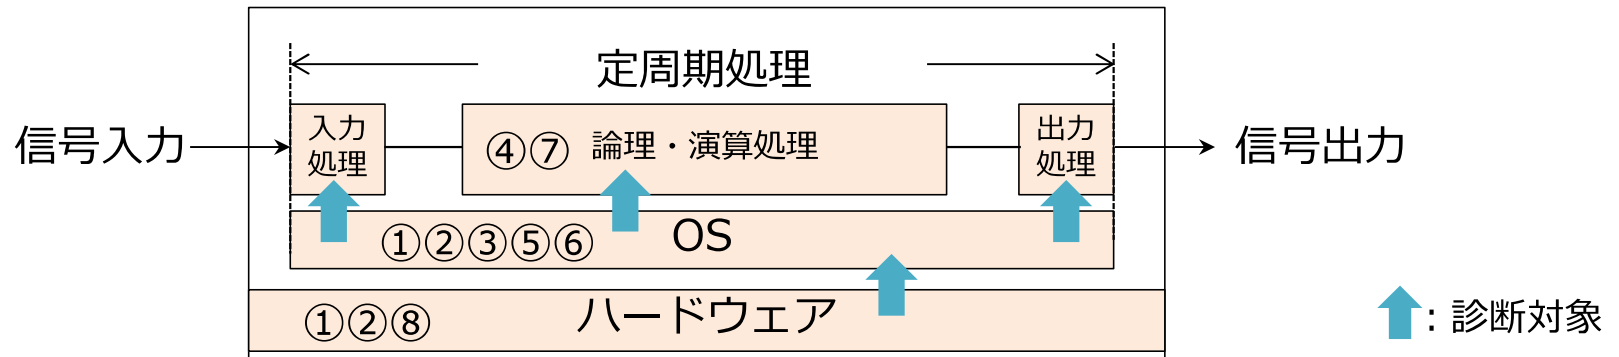 定周期処理
信号入力
入力
処理
④⑦ 論理・演算処理
出力
処理
信号出力
①②③⑤⑥ OS
①②⑧ ハードウェア
：診断対象